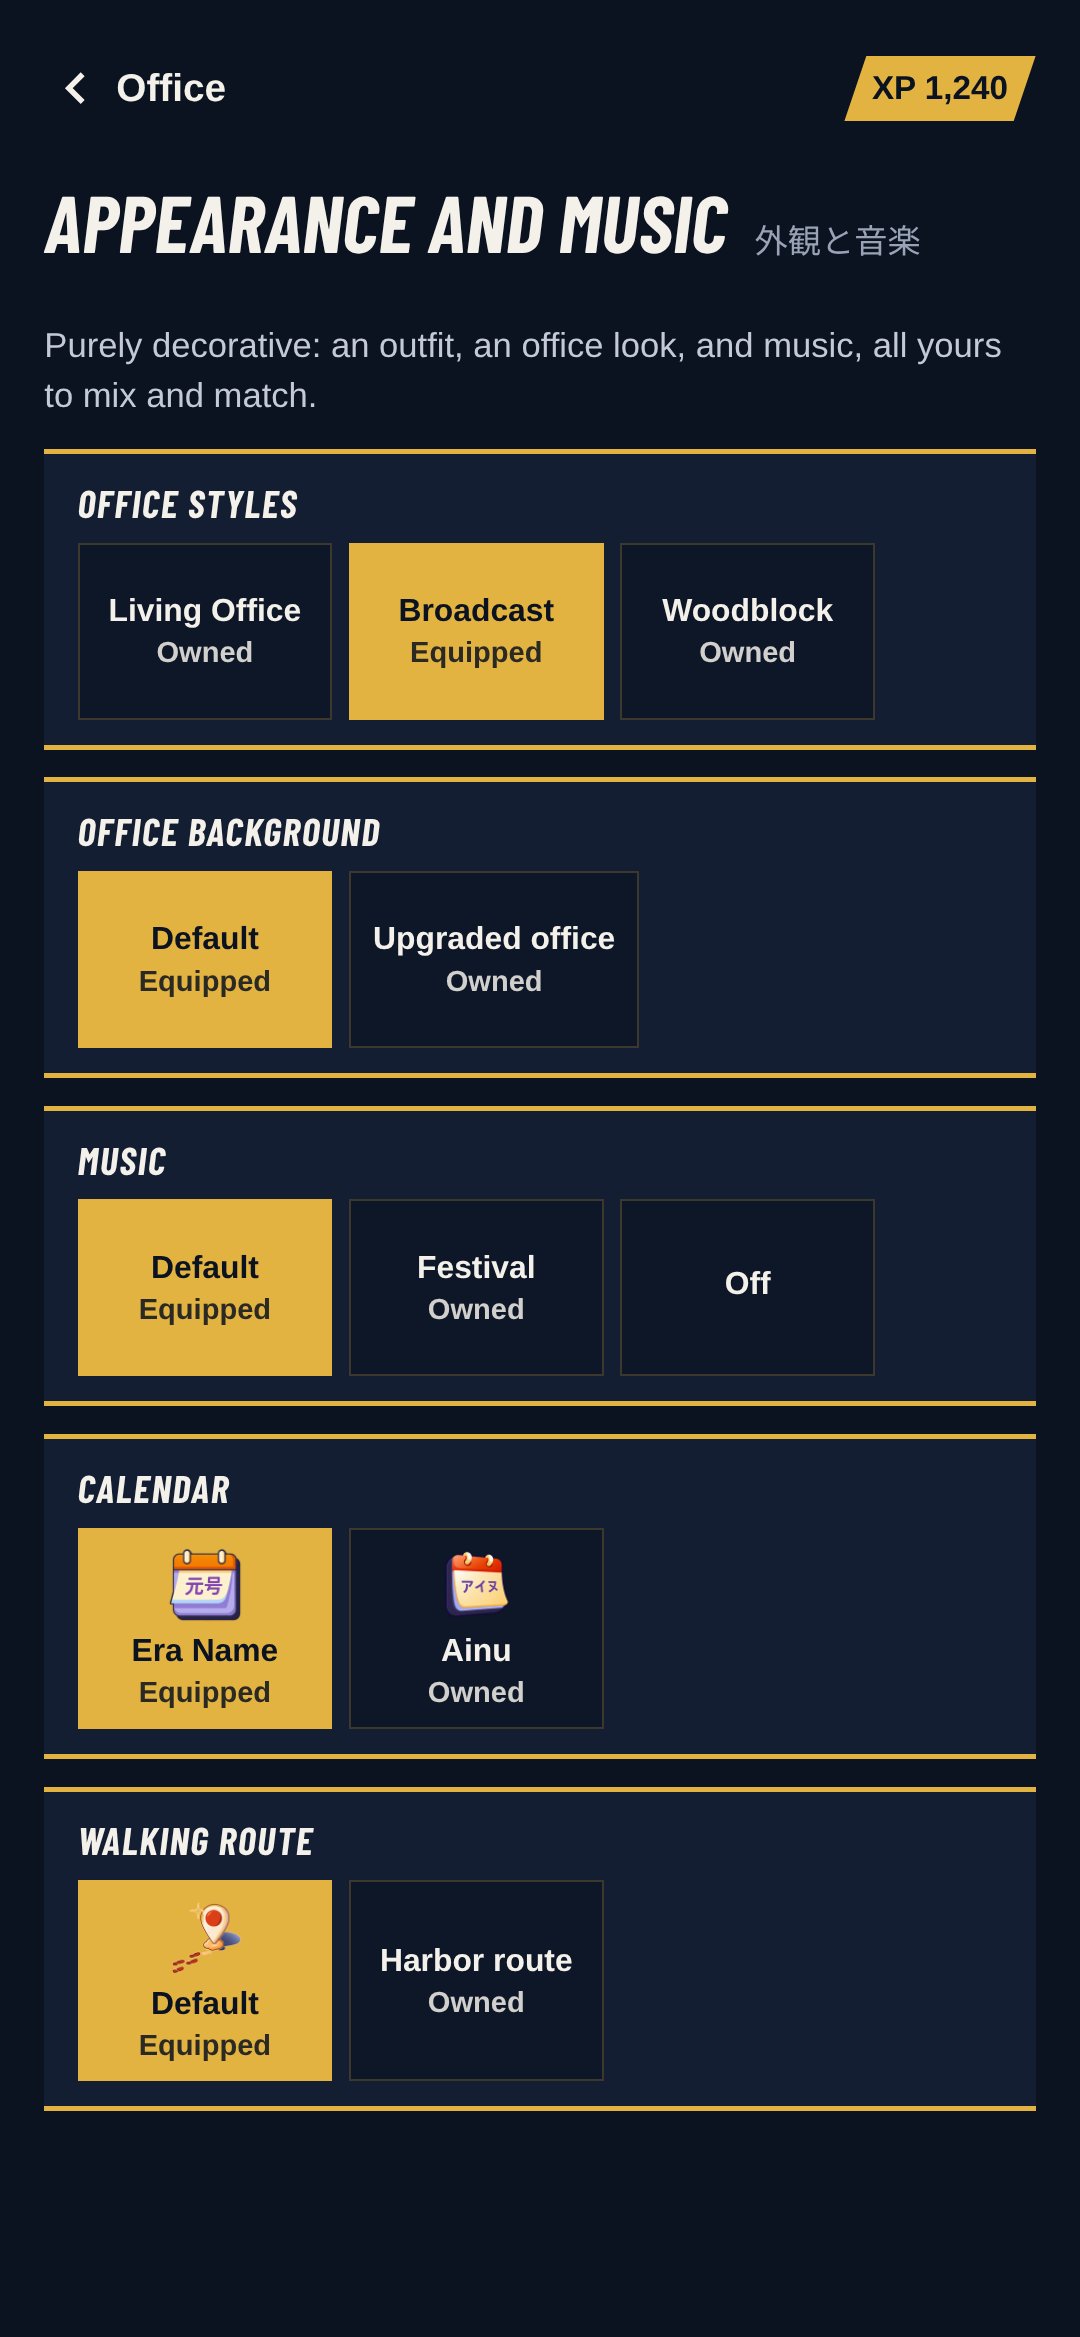 Office
XP 1,240
APPEARANCE AND MUSIC 外観と音楽
Purely decorative: an outfit, an office look, and music, all yours
to mix and match.
OFFICE STYLES
Living Office
Owned
Broadcast
Equipped
Woodblock
Owned
OFFICE BACKGROUND
Default
Equipped
Upgraded office
Owned
MUSIC
Default
Equipped
Festival
Owned
Off
CALENDAR
元号
Era Name
Equipped
アイヌ
Ainu
Owned
WALKING ROUTE
Default
Equipped
Harbor route
Owned